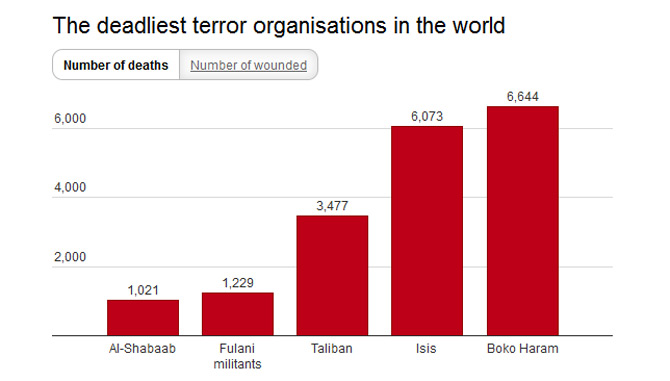 The deadliest terror organisations in the world
Number of deaths Number of wounded
6,644
6,073
6,000
4,000
3,477
2,000
1,229
1,021
Al-Shabaab Fulani Taliban Isis Boko Haram
militants